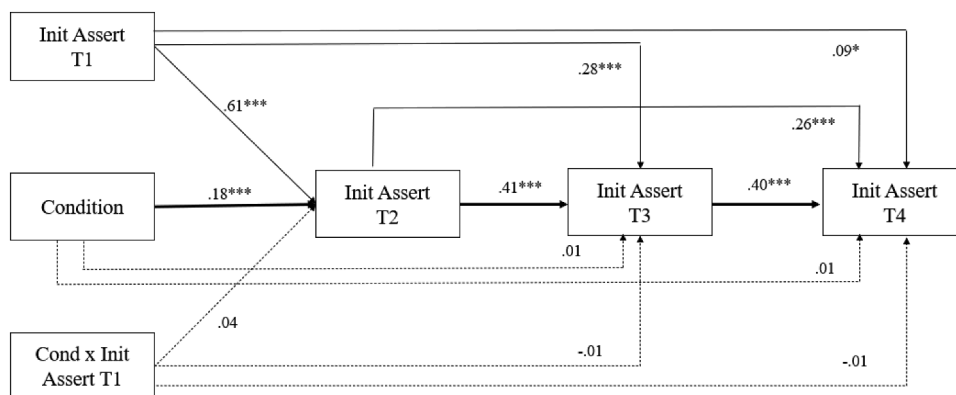 Init Assert
T1
.09*
.28***
.61***
.26***
Condition
.18***
Init Assert
T2
.41***
Init Assert
T3
.40***
Init Assert
T4
.01
.01
.04
Cond x Init
Assert T1
-.01
-.01